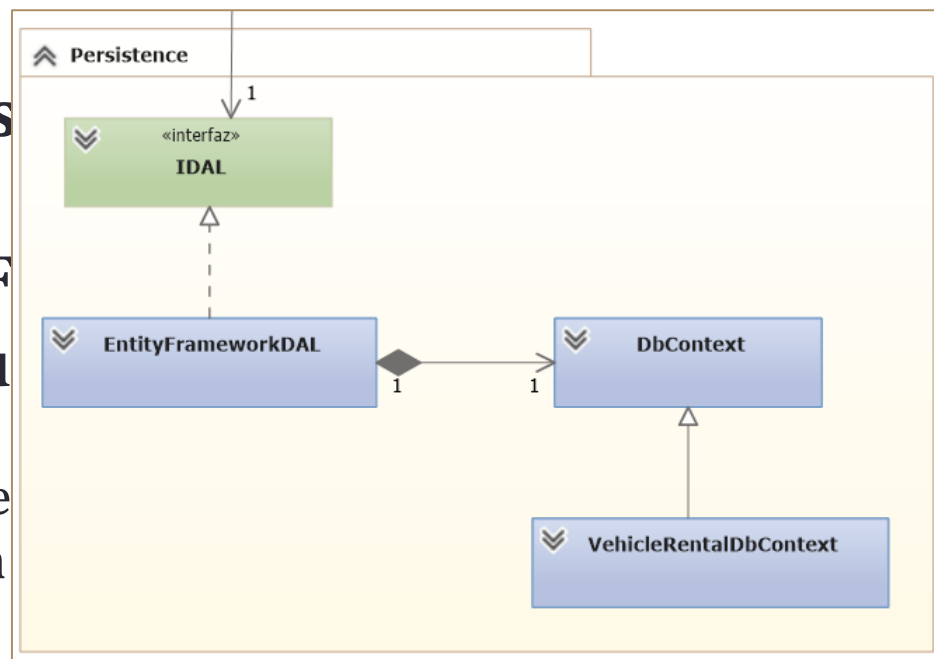 Persistence
1
«interfaz»
IDAL
EntityFrameworkDAL
DbContext
1
1
VehicleRentalDbContext